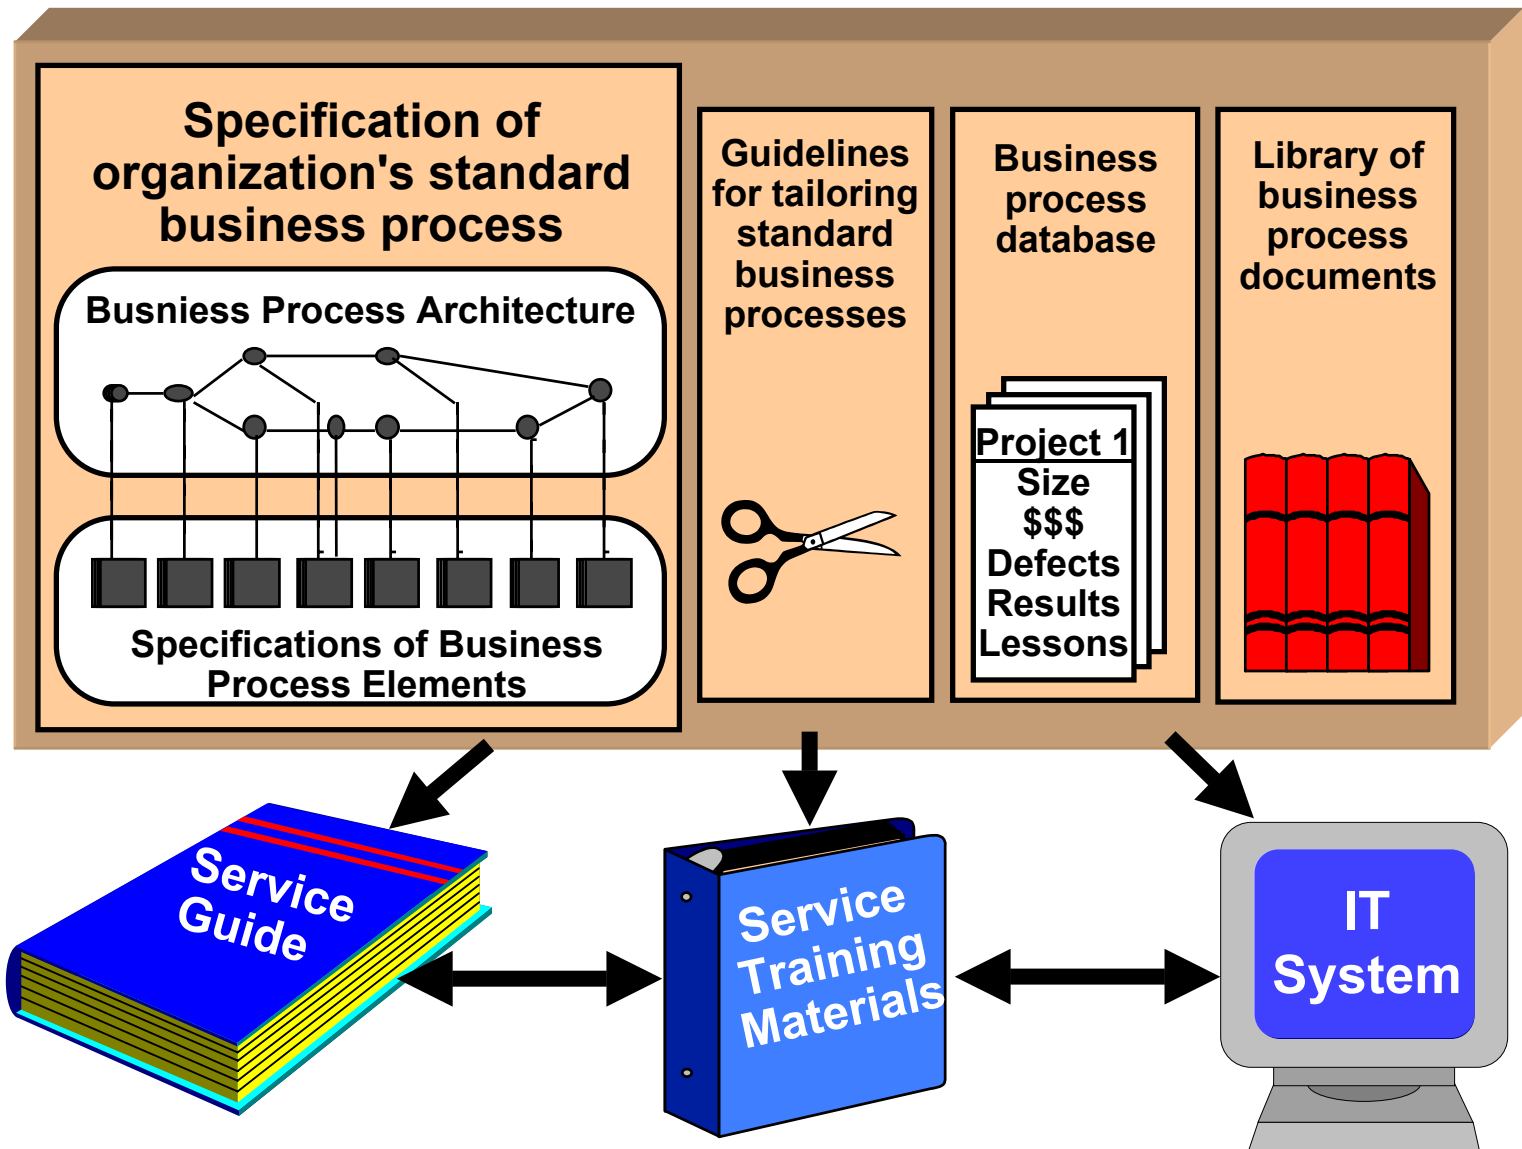 Specification of
organization's standard
business process
Busniess Process Architecture
Specifications of Business
Process Elements
Guidelines
for tailoring
standard
business
processes
Business
process
database
Project 1
Size
$$$
Defects
Results
Lessons
Library of
business
process
documents
Service
Guide
Service
Training
Materials
IT
System